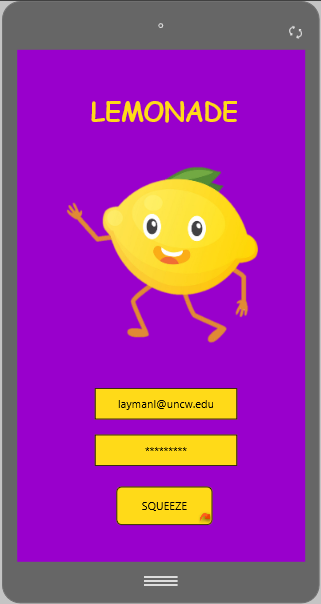 LEMONADE
laymanl@uncw.edu
*********
SQUEEZE